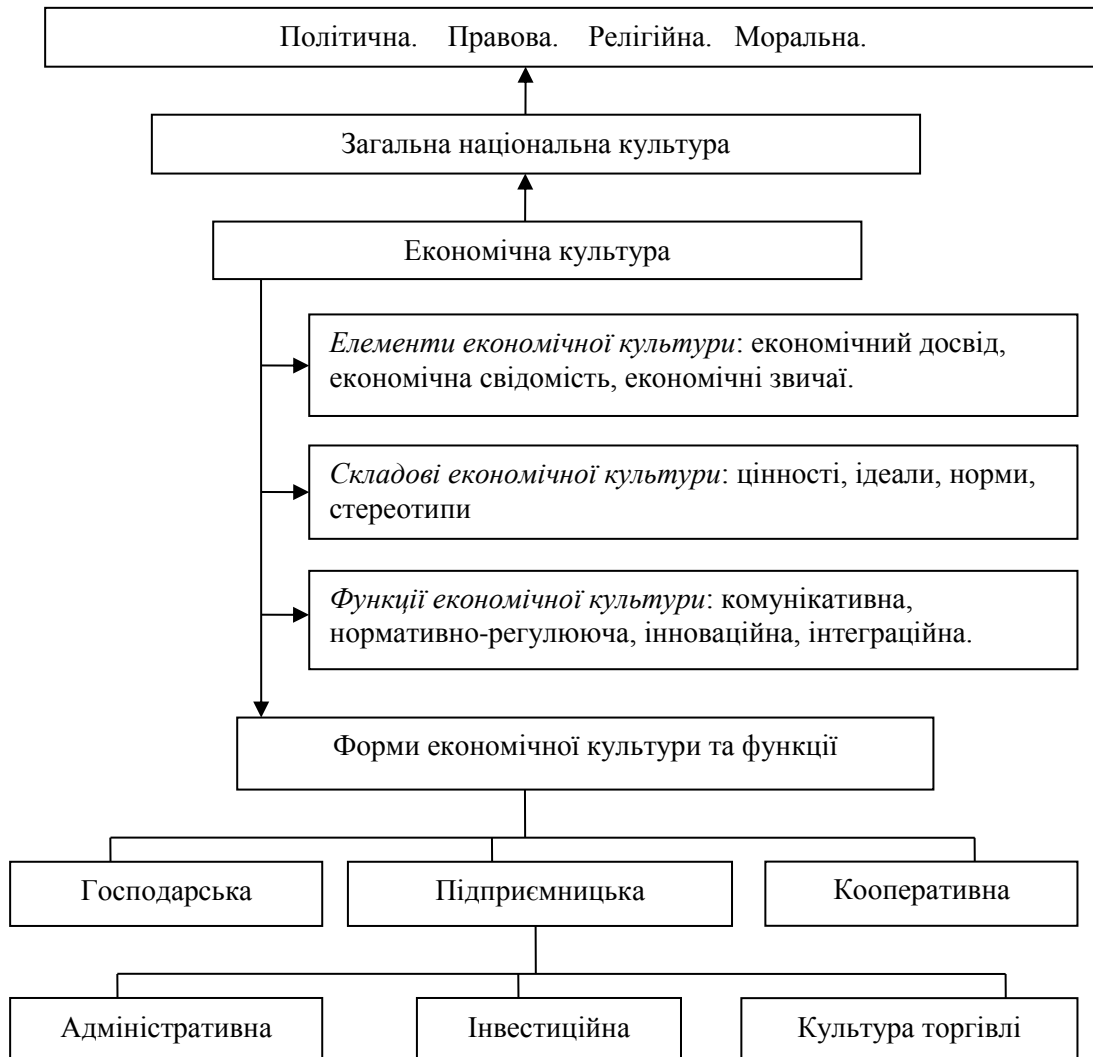 Політична. Правова. Релігійна. Моральна.
Загальна національна культура
Економічна культура
Елементи економічної культури: економічний досвід,
економічна свідомість, економічні звичаї.
Складові економічної культури: цінності, ідеали, норми,
стереотипи
Функції економічної культури: комунікативна,
нормативно-регулююча, інноваційна, інтеграційна.
Форми економічної культури та функції
Господарська
Підприємницька
Кооперативна
Адміністративна
Інвестиційна
Культура торгівлі